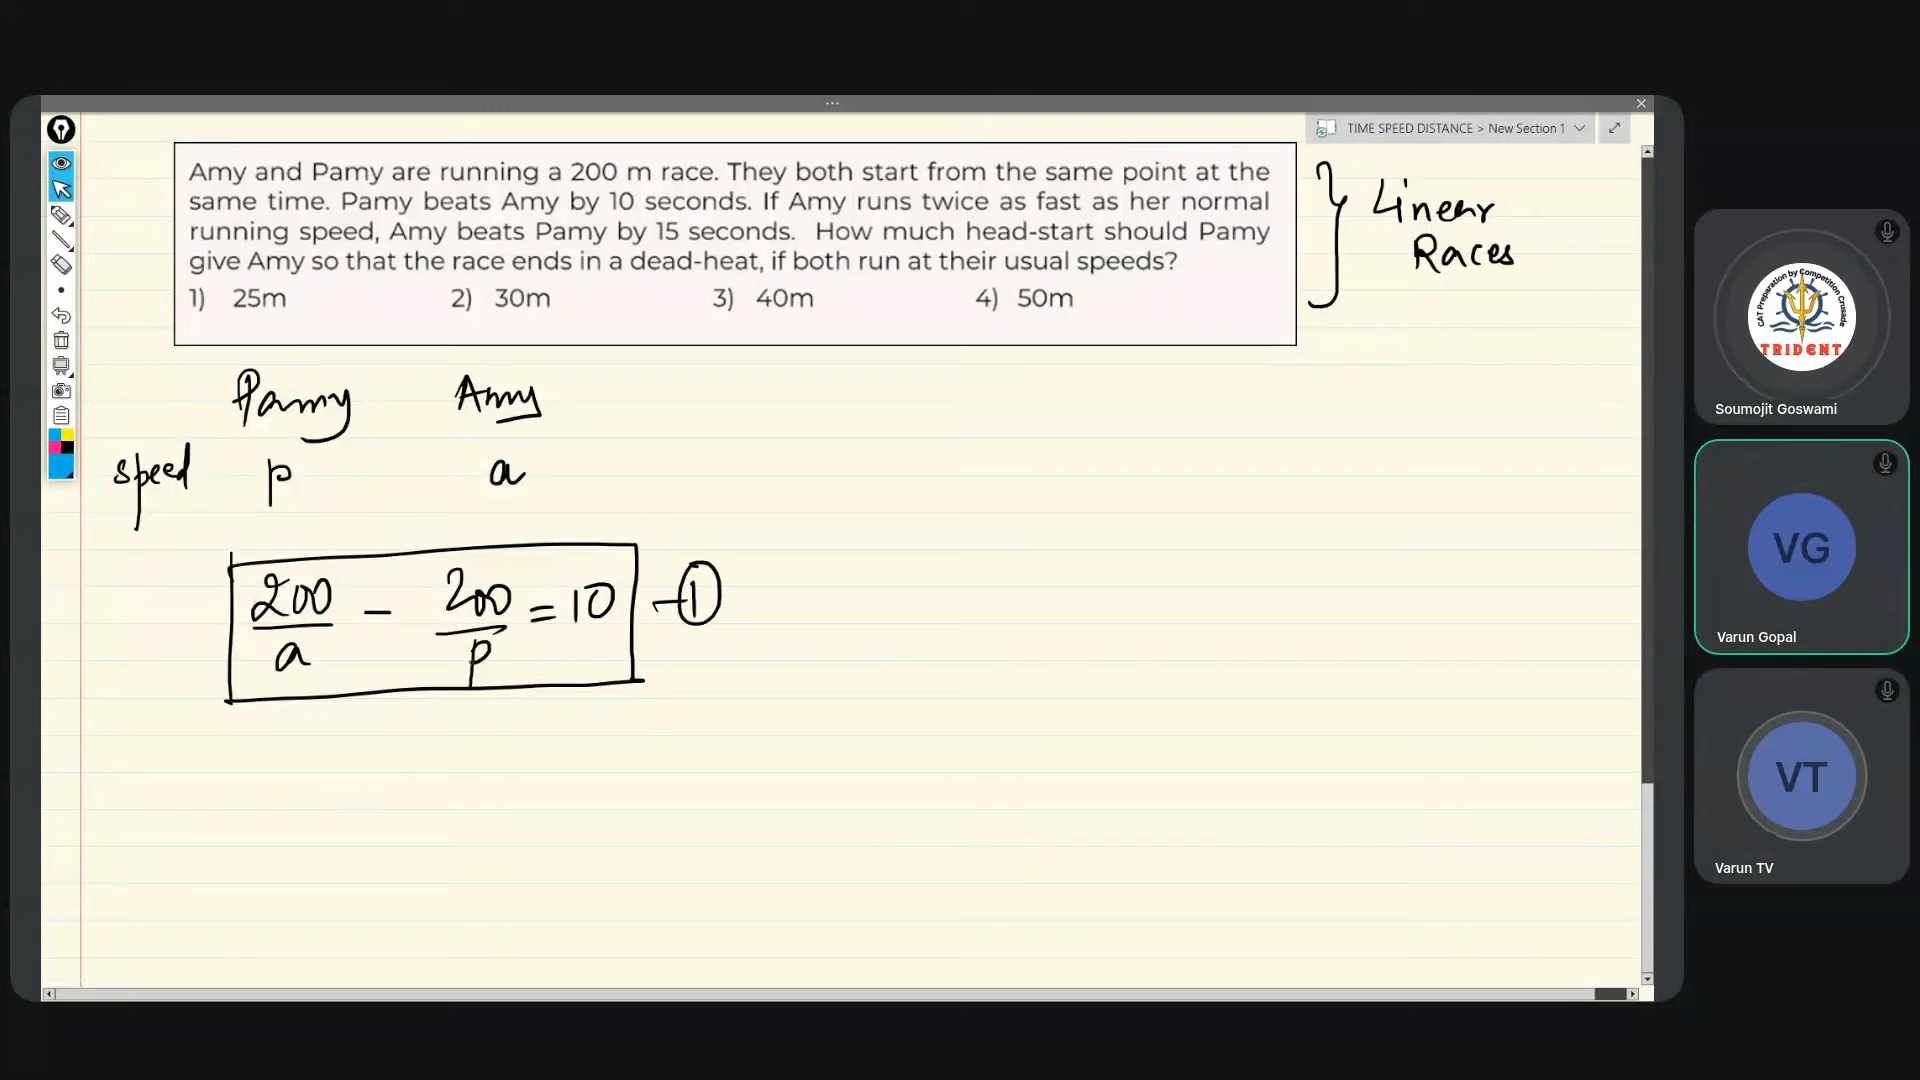 TIME SPEED DISTANCE > New Section 1
Amy and Pamy are running a 200 m race. They both start from the same point at the
same time. Pamy beats Amy by 10 seconds. If Amy runs twice as fast as her normal
running speed, Amy beats Pamy by 15 seconds. How much head-start should Pamy
give Amy so that the race ends in a dead-heat, if both run at their usual speeds?
1) 25m 2) 30m 3) 40m 4) 50m
Linear
Races
Pamy Amy
speed p a
200/a - 200/p = 10 - 1
CAT Preparation by Competition Crusade
TRIDENT
Soumojit Goswami
VG
Varun Gopal
VT
Varun TV